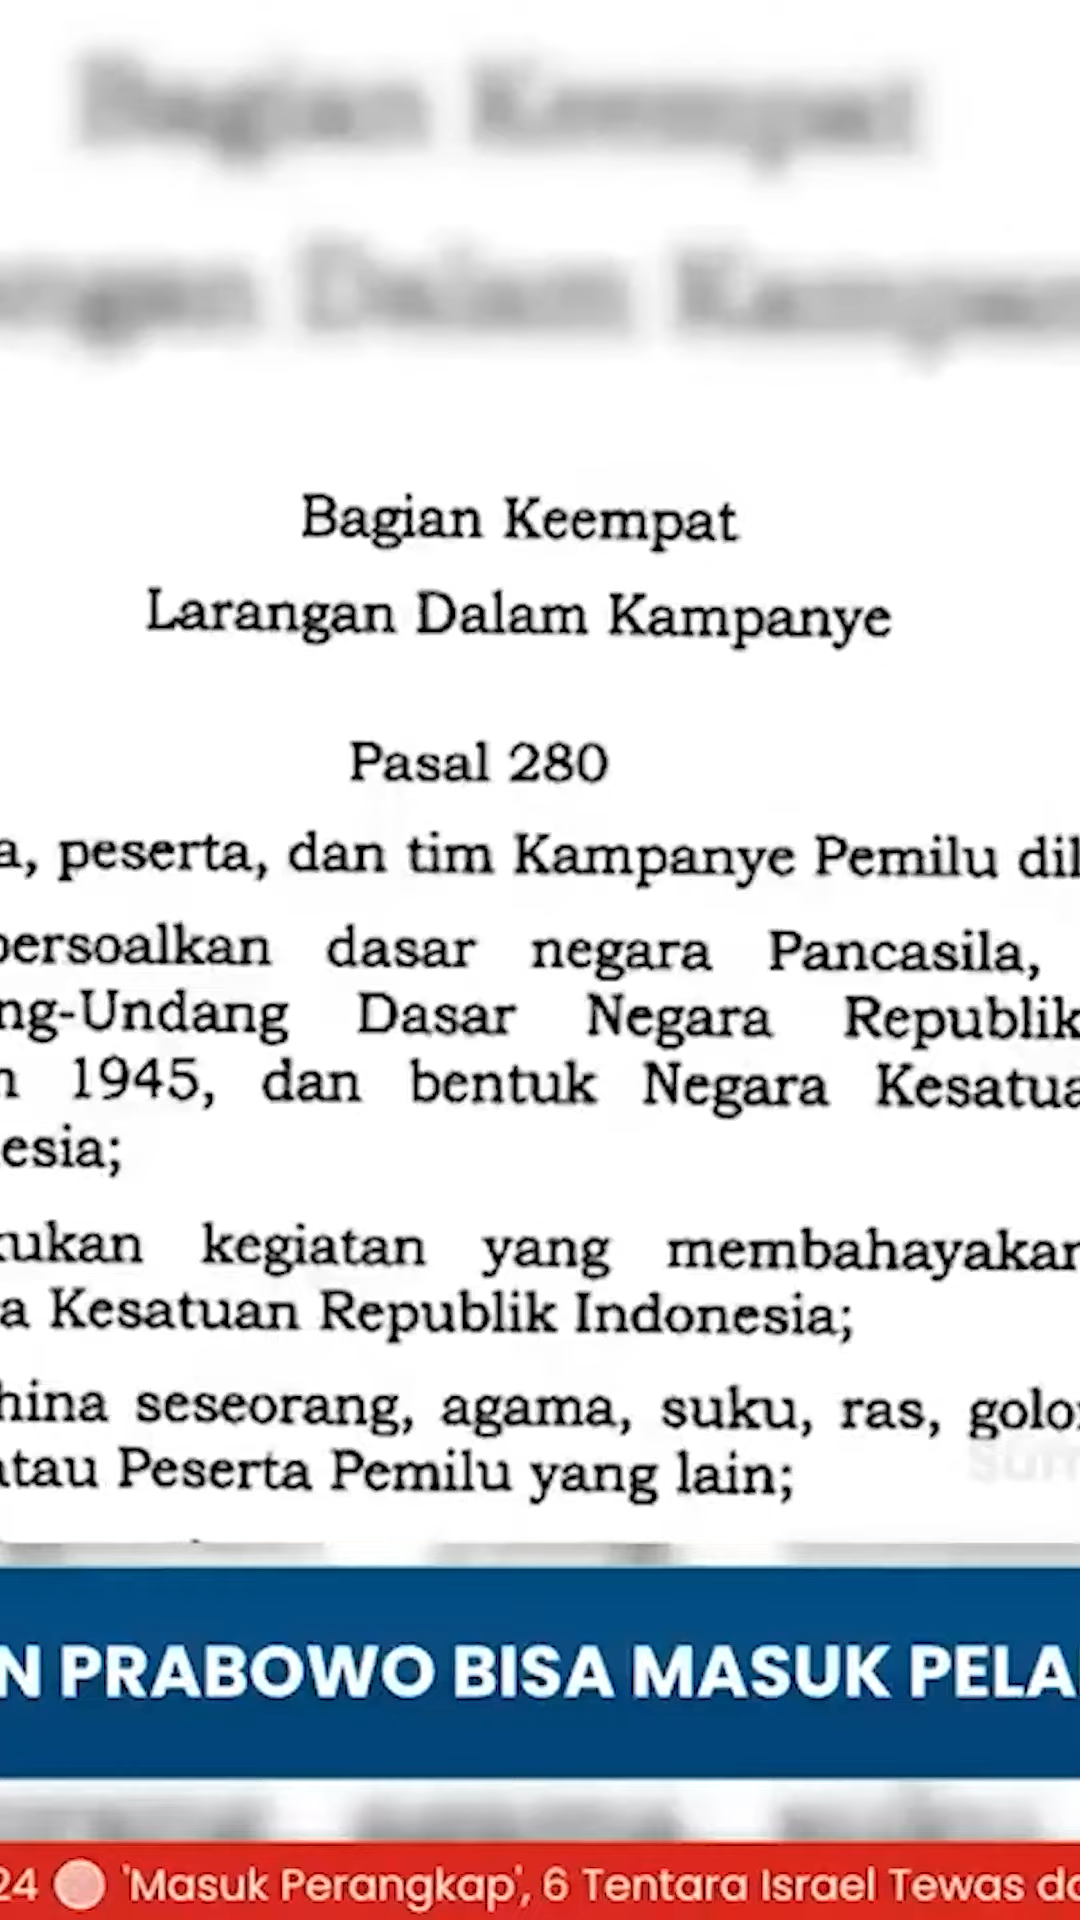 Bagian Keempat
Dalam
Bagian Keempat
Larangan Dalam Kampanye
Pasal 280
a, peserta, dan tim Kampanye Pemilu dil
persoalkan dasar negara Pancasila,
ng-Undang Dasar Negara Republik
n 1945, dan bentuk Negara Kesatua
esia;
kukan kegiatan yang membahayakan
a Kesatuan Republik Indonesia;
hina seseorang, agama, suku, ras, golo
atau Peserta Pemilu yang lain;
N PRABOWO BISA MASUK PELA
24 'Masuk Perangkap', 6 Tentara Israel Tewas da